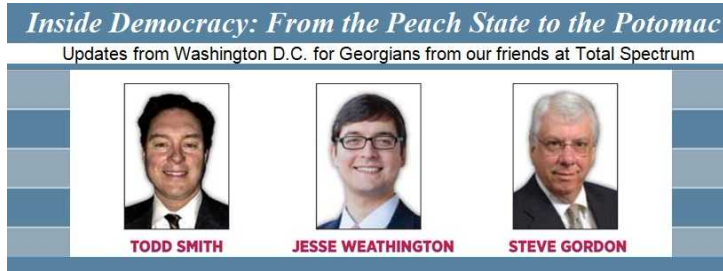 Inside Democracy: From the Peach State to the Potomac
Updates from Washington D.C. for Georgians from our friends at Total Spectrum
TODD SMITH
JESSE WEATHINGTON
STEVE GORDON